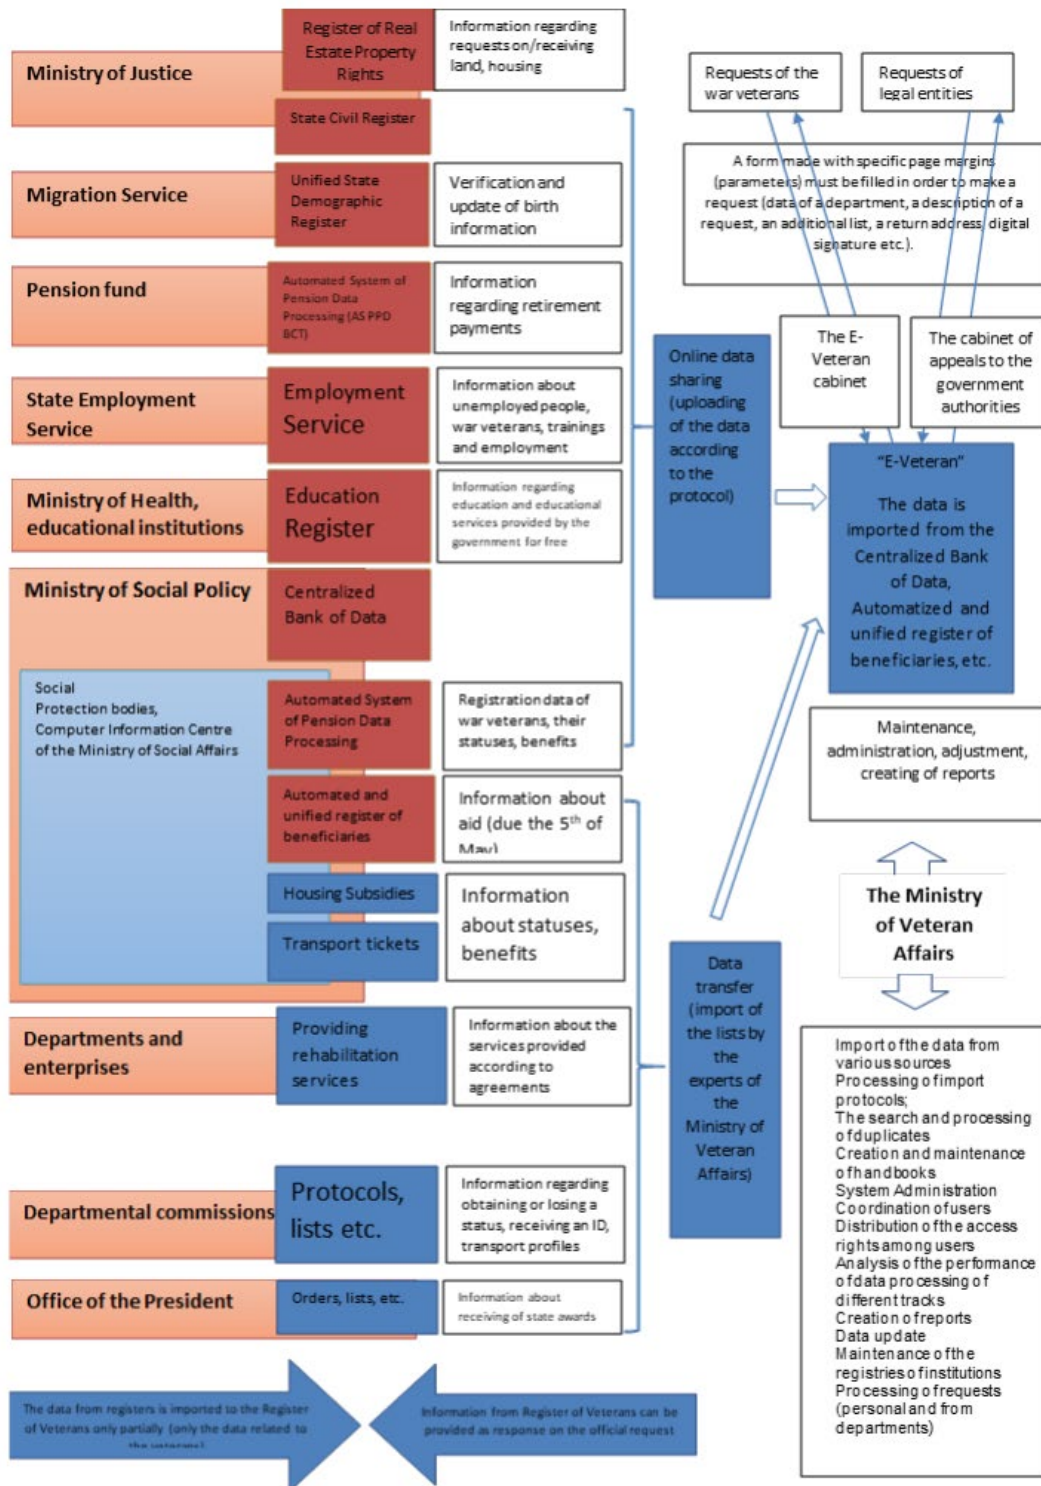 Ministry of Justice
Register of Real
Estate Property
Rights
Information regarding
requests on/receiving
land, housing
State Civil Register
Migration Service
Unified State
Demographic
Register
Verification and
update of birth
information
Pension fund
Automated System of
Pension Data
Processing (AS PPD
BCT)
Information
regarding retirement
payments
State Employment
Service
Employment
Service
Information about
unemployed people,
war veterans, trainings
and employment
Ministry of Health,
educational institutions
Education
Register
Information regarding
education and educational
services provided by the
government for free
Ministry of Social Policy
Centralized
Bank of Data
Social
Protection bodies,
Computer Information Centre
of the Ministry of Social Affairs
Automated System
of Pension Data
Processing
Registration data of
war veterans, their
statuses, benefits
Automated and
unified register of
beneficiaries
Information about
aid (due the 5th of
May)
Housing Subsidies
Transport tickets
Information
about statuses,
benefits
Departments and
enterprises
Providing
rehabilitation
services
Information about the
services provided
according to
agreements
Departmental commissions
Protocols,
lists etc.
Information regarding
obtaining or losing a
status, receiving an ID,
transport profiles
Office of the President
Orders, lists, etc.
Information about
receiving of state awards
The data from registers is imported to the Register
of Veterans only partially (only the data related to
the veterans)
Information from Register of Veterans can be
provided as response on the official request
Online data
sharing
(uploading
of the data
according
to the
protocol)
Data
transfer
(import of
the lists by
the
experts of
the
Ministry of
Veteran
Affairs)
Requests of the
war veterans
Requests of
legal entities
A form made with specific page margins
(parameters) must be filled in order to make a
request (data of a department, a description of a
request, an additional list, a return address, digital
signature etc.).
The E-
Veteran
cabinet
The cabinet of
appeals to the
government
authorities
“E-Veteran”
The data is
imported from the
Centralized Bank
of Data,
Automatized and
unified register of
beneficiaries, etc.
Maintenance,
administration, adjustment,
creating of reports
The Ministry
of Veteran
Affairs
Import of the data from
various sources
Processing of import
protocols;
The search and processing
of duplicates
Creation and maintenance
of handbooks
System Administration
Coordination of users
Distribution of the access
rights among users
Analysis of the performance
of data processing of
different tracks
Creation of reports
Data update
Maintenance of the
registries of institutions
Processing of requests
(personal and from
departments)